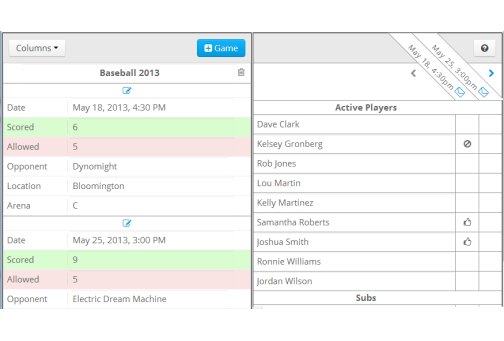 Columns
Game
Baseball 2013
Date May 18, 2013, 4:30 PM
Scored 6
Allowed 5
Opponent Dynomight
Location Bloomington
Arena C
Date May 25, 2013, 3:00 PM
Scored 9
Allowed 5
Opponent Electric Dream Machine
May 18, 4:30pm
May 25, 3:00pm
Active Players
Dave Clark
Kelsey Gronberg
Rob Jones
Lou Martin
Kelly Martinez
Samantha Roberts
Joshua Smith
Ronnie Williams
Jordan Wilson
Subs